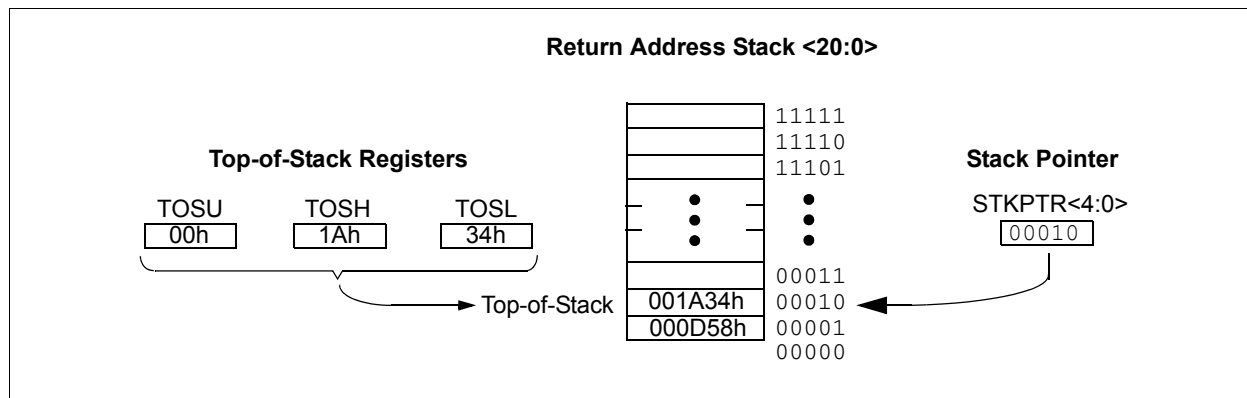 Return Address Stack <20:0>
11111
11110
Top-of-Stack Registers
11101
Stack Pointer
TOSU TOSH TOSL
STKPTR<4:0>
00h 1Ah 34h
00010
00011
Top-of-Stack 001A34h 00010
000D58h 00001
00000